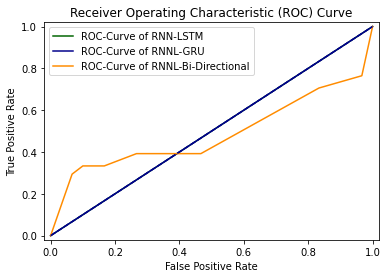 Receiver Operating Characteristic (ROC) Curve
ROC-Curve of RNN-LSTM
ROC-Curve of RNNL-GRU
ROC-Curve of RNNL-Bi-Directional
True Positive Rate
1.0
0.8
0.6
0.4
0.2
0.0
0.0 0.2 0.4 0.6 0.8 1.0
False Positive Rate